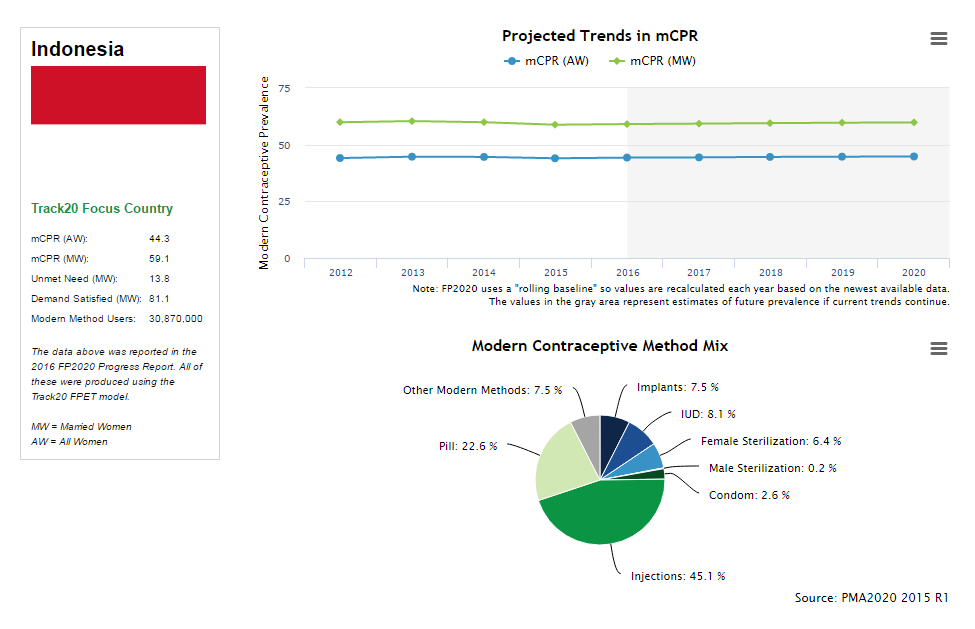 Indonesia
Track20 Focus Country
mCPR (AW): 44.3
mCPR (MW): 59.1
Unmet Need (MW): 13.8
Demand Satisfied (MW): 81.1
Modern Method Users: 30,870,000
The data above was reported in the
2016 FP2020 Progress Report. All of
these were produced using the
Track20 FPET model.
MW = Married Women
AW = All Women
Projected Trends in mCPR
mCPR (AW) mCPR (MW)
Modern Contraceptive Prevalence
75
50
25
0
2012 2013 2014 2015 2016 2017 2018 2019 2020
Note: FP2020 uses a "rolling baseline" so values are recalculated each year based on the newest available data.
The values in the gray area represent estimates of future prevalence if current trends continue.
Modern Contraceptive Method Mix
Other Modern Methods: 7.5 %
Implants: 7.5 %
IUD: 8.1 %
Pill: 22.6 %
Female Sterilization: 6.4 %
Male Sterilization: 0.2 %
Condom: 2.6 %
Injections: 45.1 %
Source: PMA2020 2015 R1